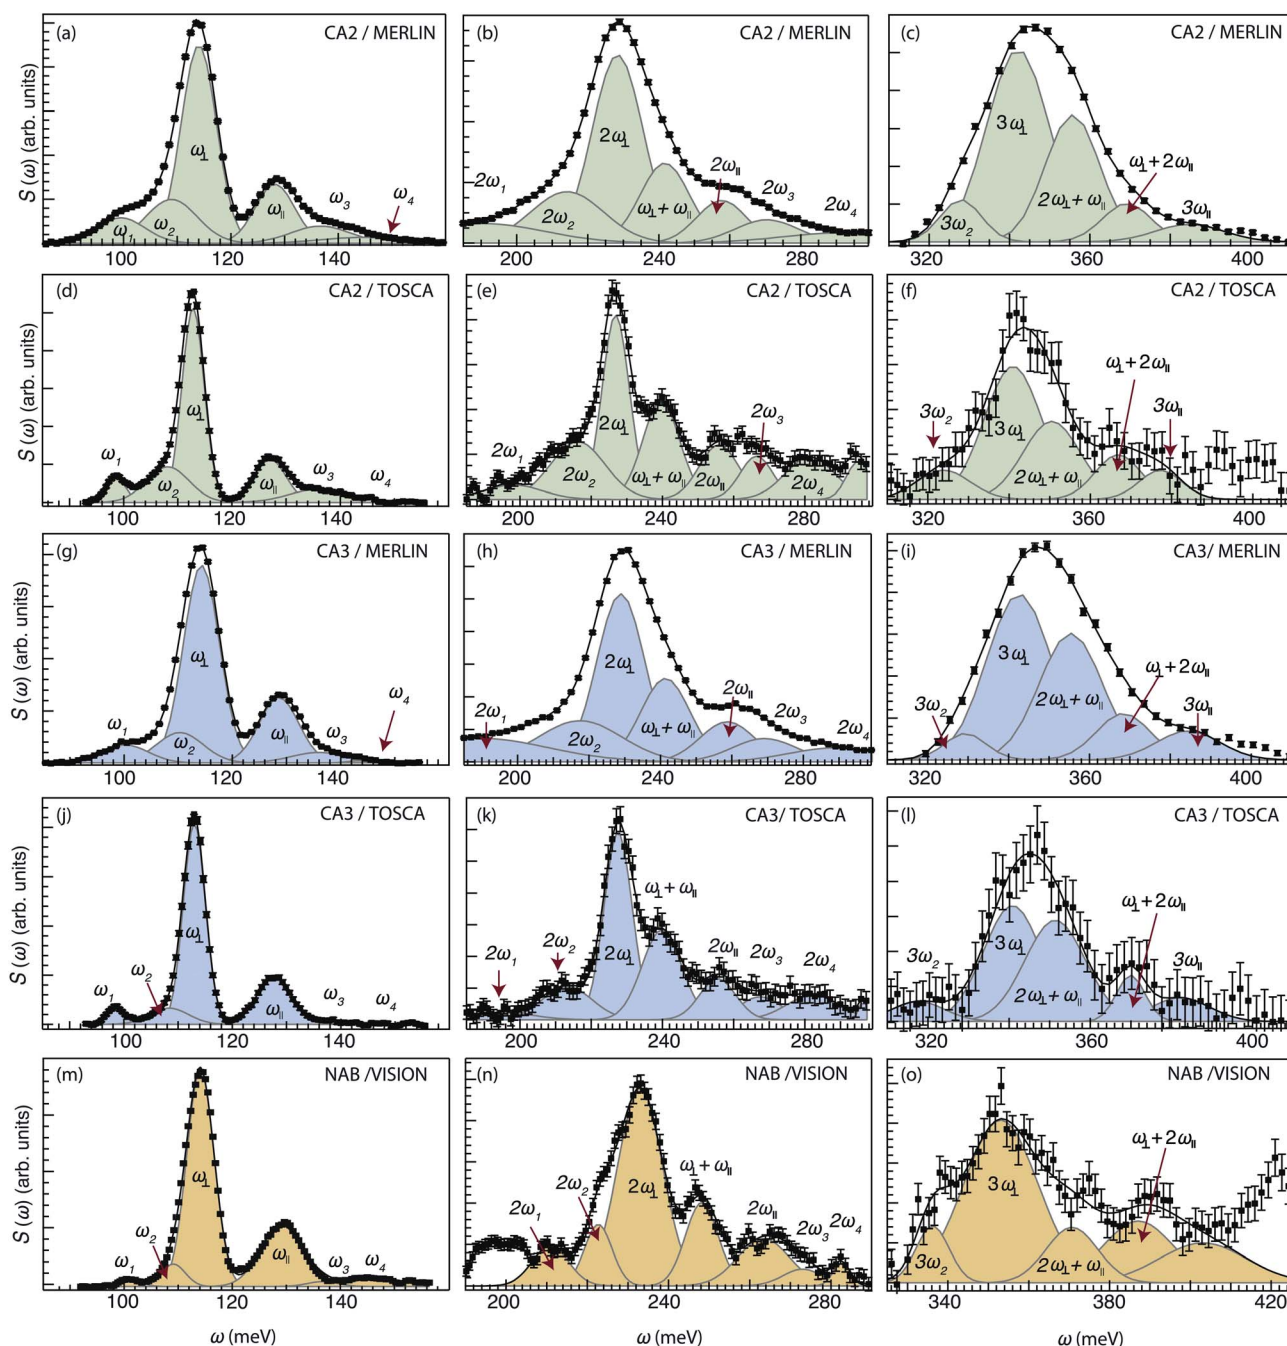 (a) CA2 / MERLIN
S (ω) (arb. units)
ω₁ ω₂ ω⊥ ω∥ ω₃ ω₄
100 120 140
(b) CA2 / MERLIN
2ω₁ 2ω₂ 2ω⊥ ω⊥ + ω∥ 2ω∥ 2ω₃ 2ω₄
200 240 280
(c) CA2 / MERLIN
3ω₂ 3ω⊥ 2ω⊥ + ω∥ ω⊥ + 2ω∥ 3ω∥
320 360 400
(d) CA2 / TOSCA
S (ω) (arb. units)
ω₁ ω₂ ω⊥ ω∥ ω₃ ω₄
100 120 140
(e) CA2 / TOSCA
2ω₁ 2ω₂ 2ω⊥ ω⊥ + ω∥ 2ω∥ 2ω₃ 2ω₄
200 240 280
(f) CA2 / TOSCA
3ω₂ 3ω⊥ 2ω⊥ + ω∥ ω⊥ + 2ω∥ 3ω∥
320 360 400
(g) CA3 / MERLIN
S (ω) (arb. units)
ω₁ ω₂ ω⊥ ω∥ ω₃ ω₄
100 120 140
(h) CA3 / MERLIN
2ω₁ 2ω₂ 2ω⊥ ω⊥ + ω∥ 2ω∥ 2ω₃ 2ω₄
200 240 280
(i) CA3/ MERLIN
3ω₂ 3ω⊥ 2ω⊥ + ω∥ ω⊥ + 2ω∥ 3ω∥
320 360 400
(j) CA3 / TOSCA
S (ω) (arb. units)
ω₁ ω₂ ω⊥ ω∥ ω₃ ω₄
100 120 140
(k) CA3/ TOSCA
2ω₁ 2ω₂ 2ω⊥ ω⊥ + ω∥ 2ω∥ 2ω₃ 2ω₄
200 240 280
(l) CA3/ TOSCA
3ω₂ 3ω⊥ 2ω⊥ + ω∥ ω⊥ + 2ω∥ 3ω∥
320 360 400
(m) NAB /VISION
S (ω) (arb. units)
ω₁ ω₂ ω⊥ ω∥ ω₃ ω₄
100 120 140
ω (meV)
(n) NAB /VISION
2ω₁ 2ω₂ 2ω⊥ ω⊥ + ω∥ 2ω∥ 2ω₃ 2ω₄
200 240 280
ω (meV)
(o) NAB /VISION
3ω₂ 3ω⊥ 2ω⊥ + ω∥ ω⊥ + 2ω∥
340 380 420
ω (meV)